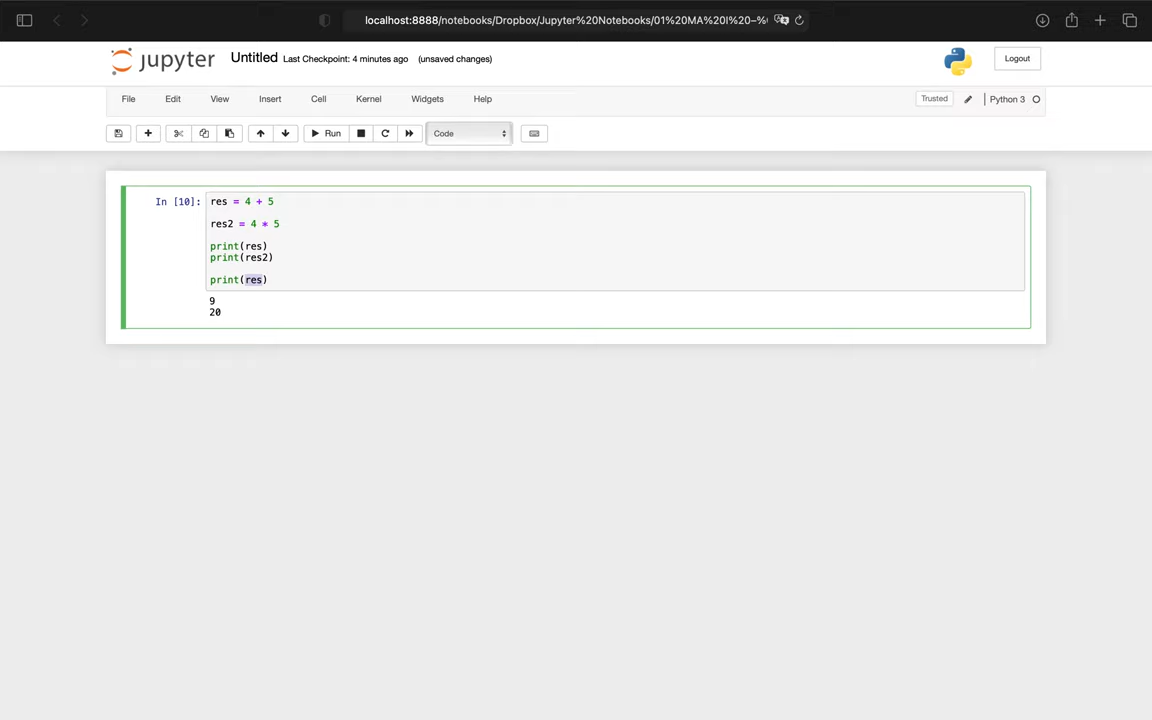 localhost:8888/notebooks/Dropbox/Jupyter%20Notebooks/01%20MA%20I%20–%
jupyter Untitled Last Checkpoint: 4 minutes ago (unsaved changes) Logout
File Edit View Insert Cell Kernel Widgets Help Trusted Python 3
Run Code
In [10]: res = 4 + 5
res2 = 4 * 5
print(res)
print(res2)
print(res)
9
20